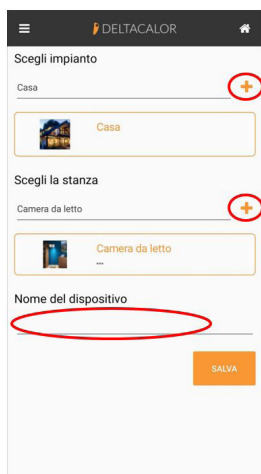 DELTACALOR
Scegli impianto
Casa
Casa
Scegli la stanza
Camera da letto
Camera da letto
---
Nome del dispositivo
SALVA